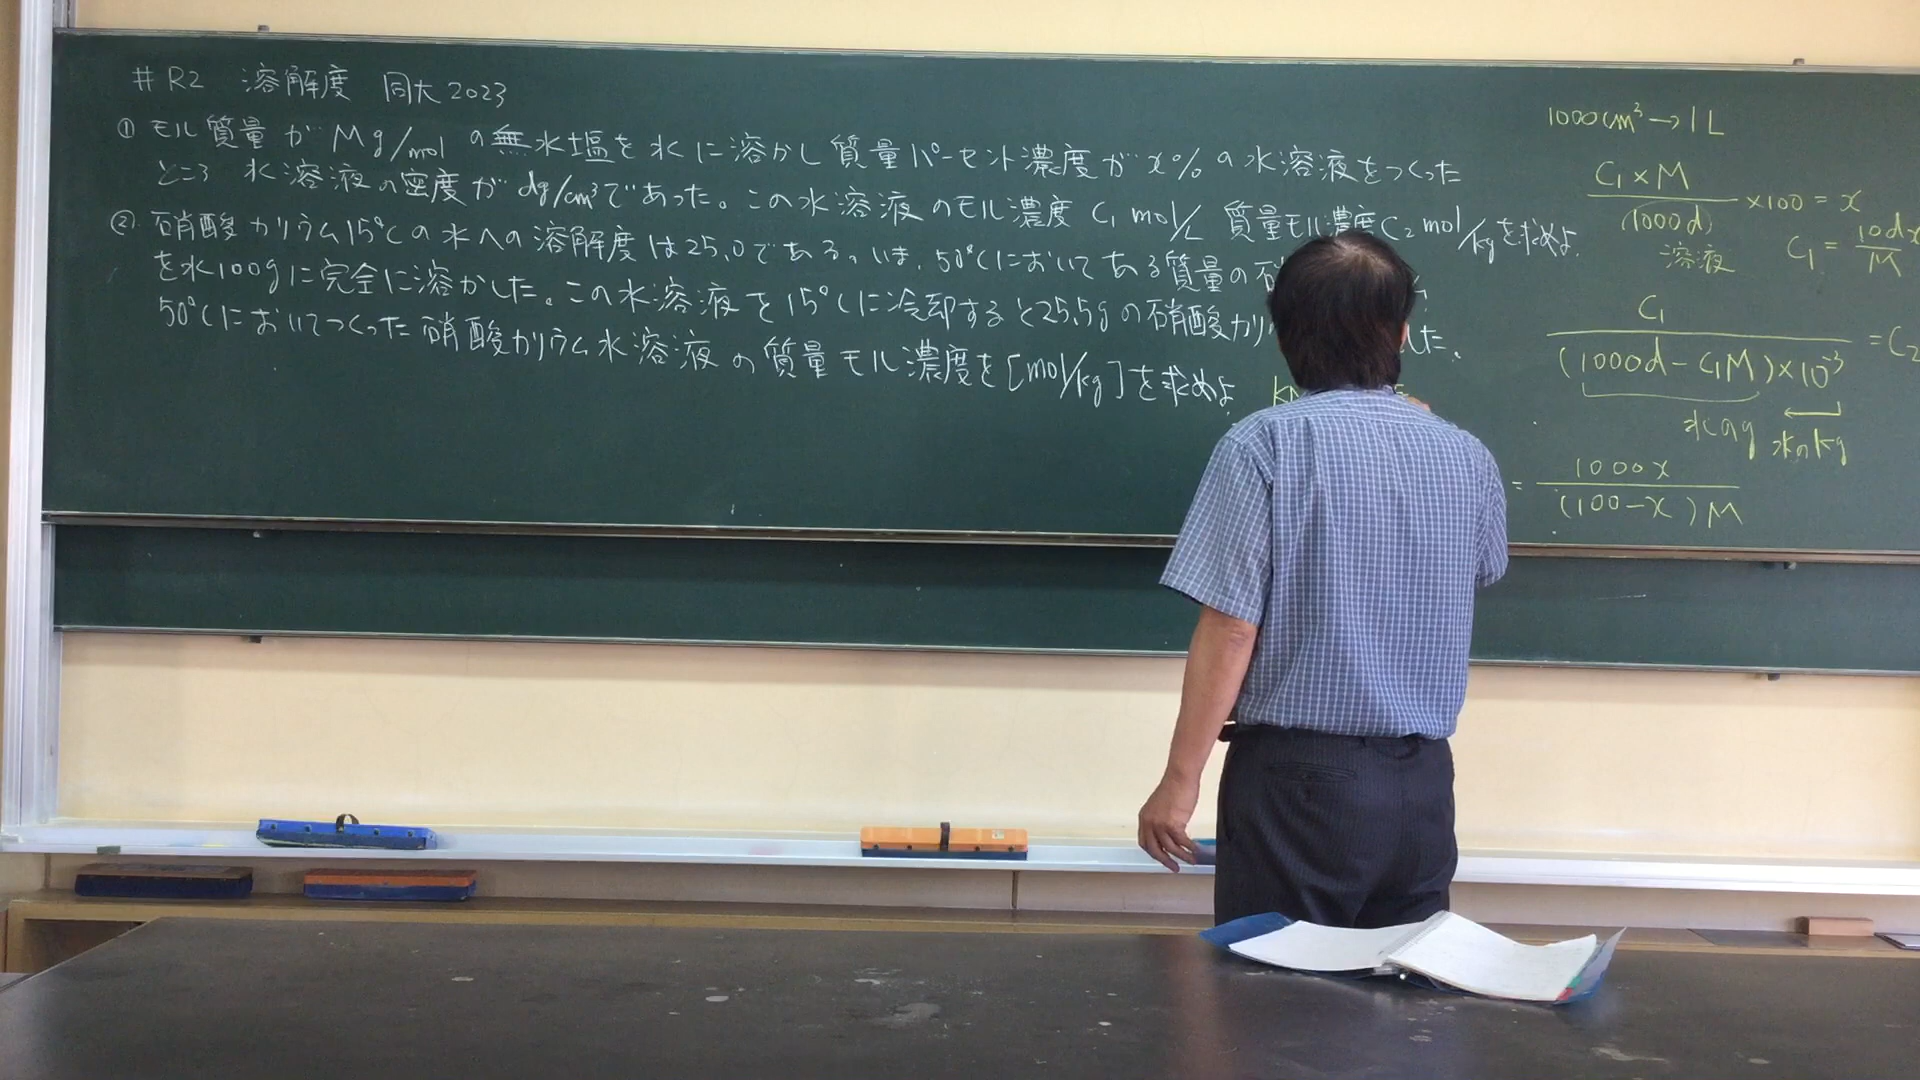 #R2 溶解度 同大2023
① モル質量が Mg/mol の無水塩を水に溶かし質量パーセント濃度が x% の水溶液をつくった
ところ 水溶液の密度が dg/cm³であった。この水溶液のモル濃度 C₁ mol/L 質量モル濃度C₂ mol/kgを求めよ.
② 硝酸カリウム15℃の水への溶解度は25.0である。いま、50℃においてある質量の硝
を水100gに完全に溶かした。この水溶液を15℃に冷却すると25.5gの硝酸カリ した.
50℃においてつくった硝酸カリウム水溶液の質量モル濃度を[mol/kg]を求めよ.
1000cm³→1L
C₁×M/(1000d)×100=x
溶液
C₁=10dx/M
C₁/(1000d-C₁M)×10⁻³=C₂
水のg 水のkg
=1000x/(100-x)M